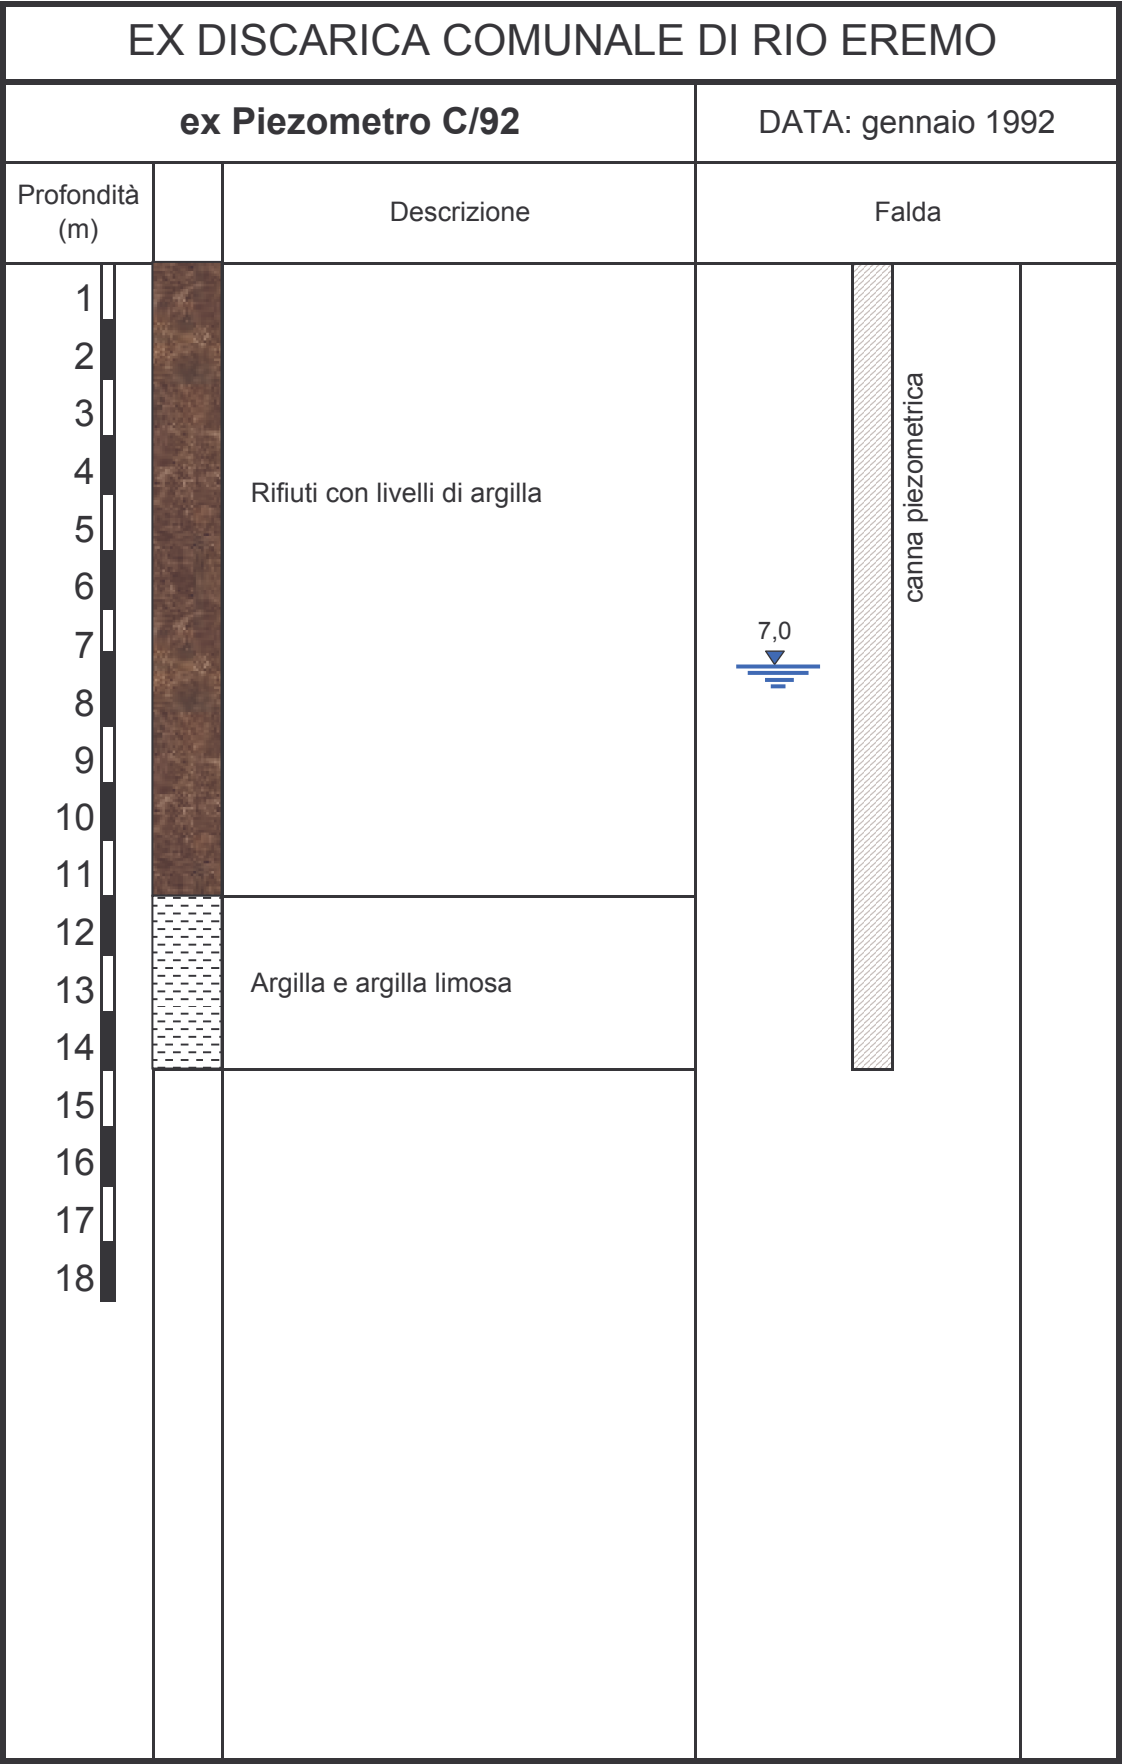 EX DISCARICA COMUNALE DI RIO EREMO
ex Piezometro C/92
DATA: gennaio 1992
Profondità
(m)
Descrizione
Falda
1
2
3
4
5
6
7
8
9
10
11
12
13
14
15
16
17
18
Rifiuti con livelli di argilla
Argilla e argilla limosa
7,0
canna piezometrica